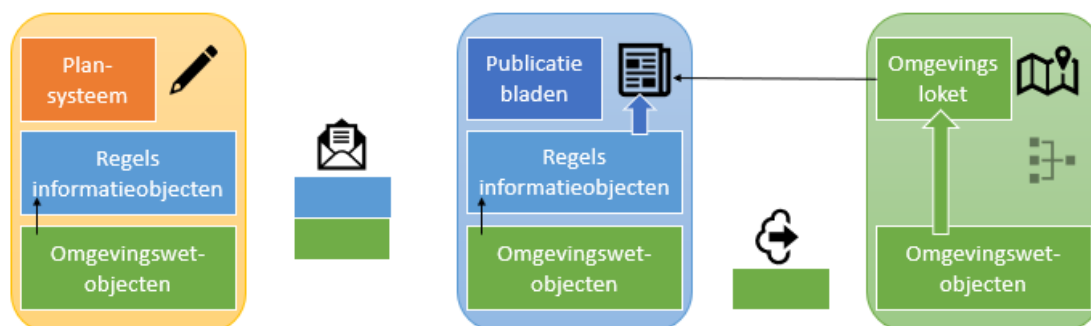 Plan-
systeem
Regels
informatieobjecten
Omgevingswet-
objecten
Publicatie
bladen
Regels
informatieobjecten
Omgevingswet-
objecten
Omgevings
loket
Omgevingswet-
objecten